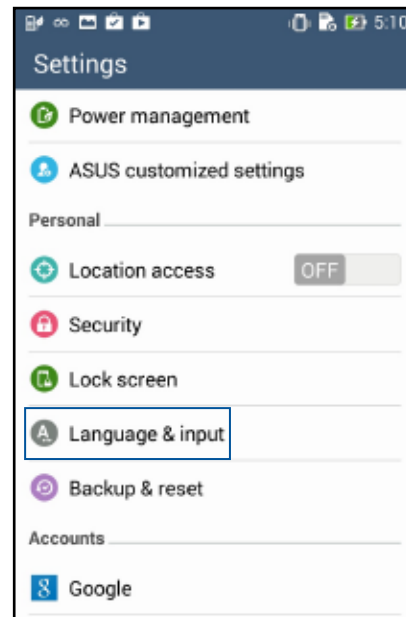 5:10
Settings
Power management
ASUS customized settings
Personal
Location access OFF
Security
Lock screen
Language & input
Backup & reset
Accounts
Google